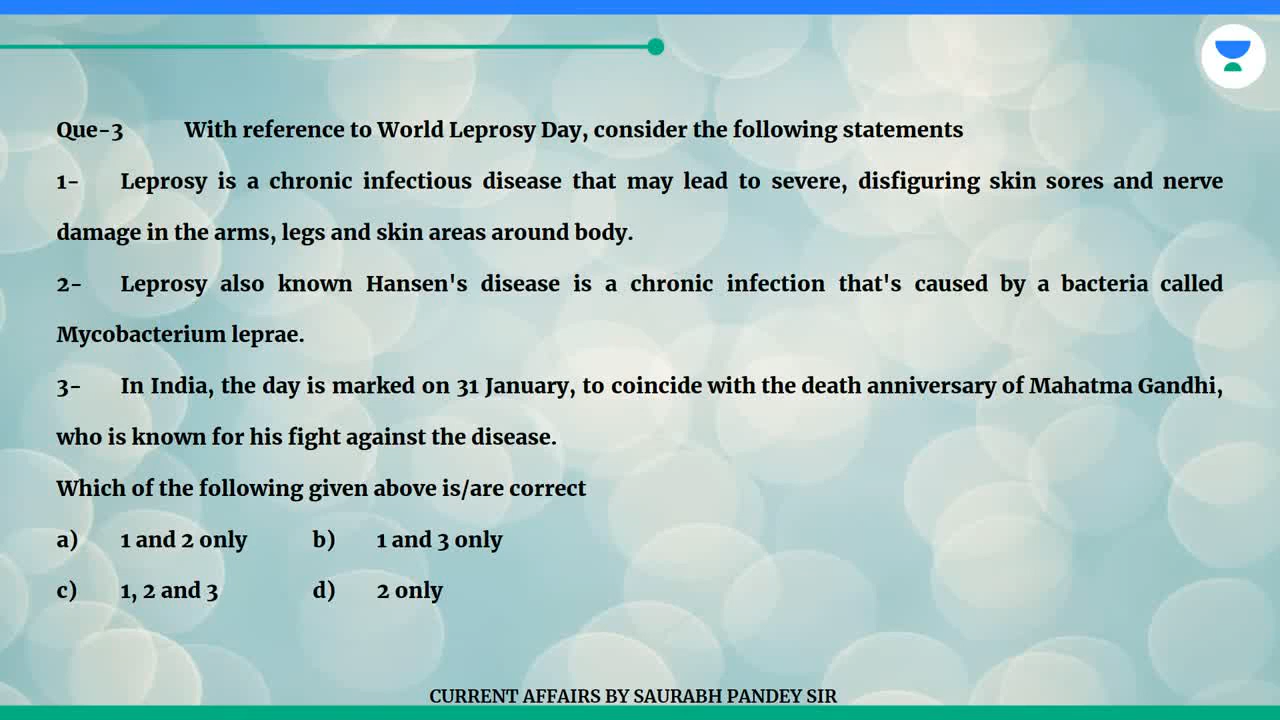 Que-3 With reference to World Leprosy Day, consider the following statements
1- Leprosy is a chronic infectious disease that may lead to severe, disfiguring skin sores and nerve
damage in the arms, legs and skin areas around body.
2- Leprosy also known Hansen's disease is a chronic infection that's caused by a bacteria called
Mycobacterium leprae.
3- In India, the day is marked on 31 January, to coincide with the death anniversary of Mahatma Gandhi,
who is known for his fight against the disease.
Which of the following given above is/are correct
a) 1 and 2 only b) 1 and 3 only
c) 1, 2 and 3 d) 2 only
CURRENT AFFAIRS BY SAURABH PANDEY SIR